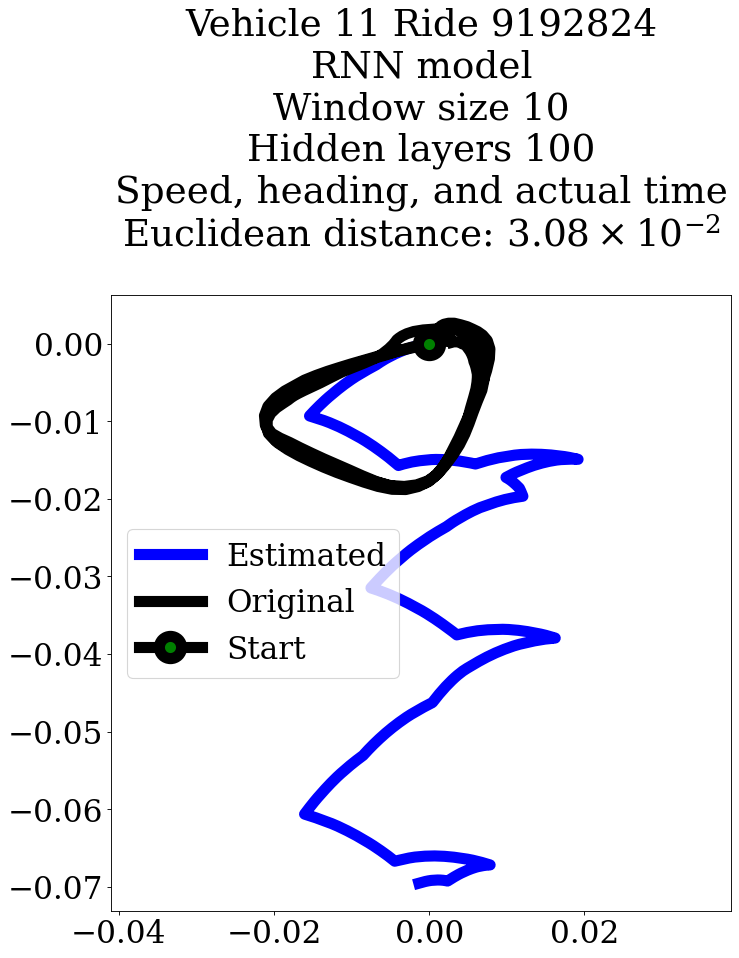 Vehicle 11 Ride 9192824
RNN model
Window size 10
Hidden layers 100
Speed, heading, and actual time
Euclidean distance: 3.08 × 10⁻²
0.00
−0.01
−0.02
−0.03
−0.04
−0.05
−0.06
−0.07
Estimated
Original
Start
−0.04
−0.02
0.00
0.02